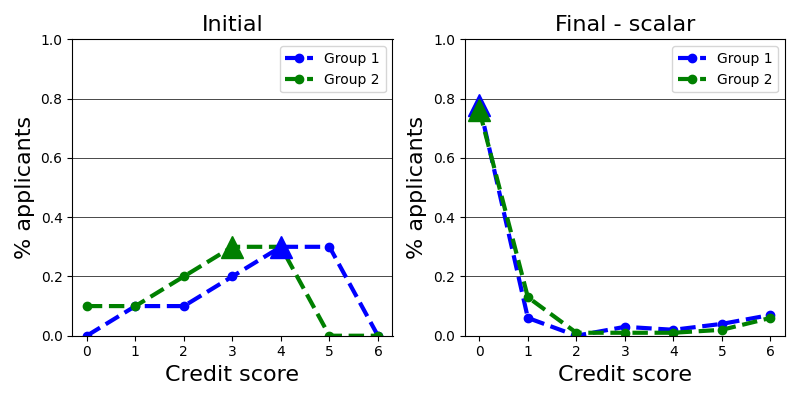 Initial
1.0
0.8
0.6
0.4
0.2
0.0
% applicants
Group 1
Group 2
0 1 2 3 4 5 6
Credit score
Final - scalar
1.0
0.8
0.6
0.4
0.2
0.0
% applicants
Group 1
Group 2
0 1 2 3 4 5 6
Credit score